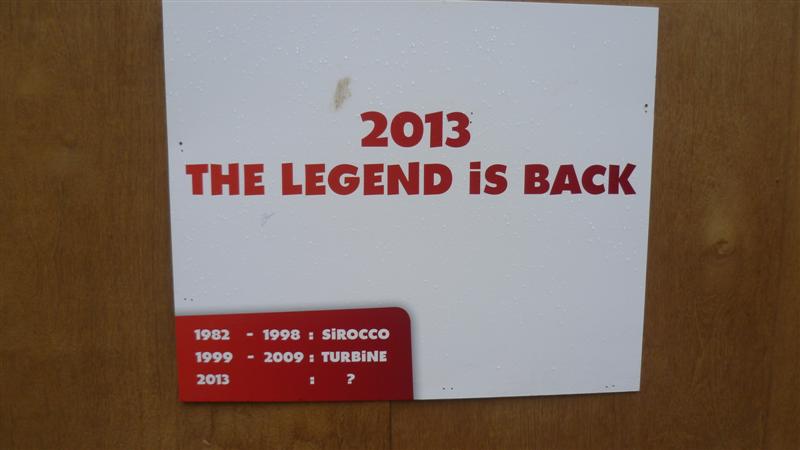 2013
THE LEGEND iS BACK
1982 - 1998 : SiROCCO
1999 - 2009 : TURBiNE
2013 : ?